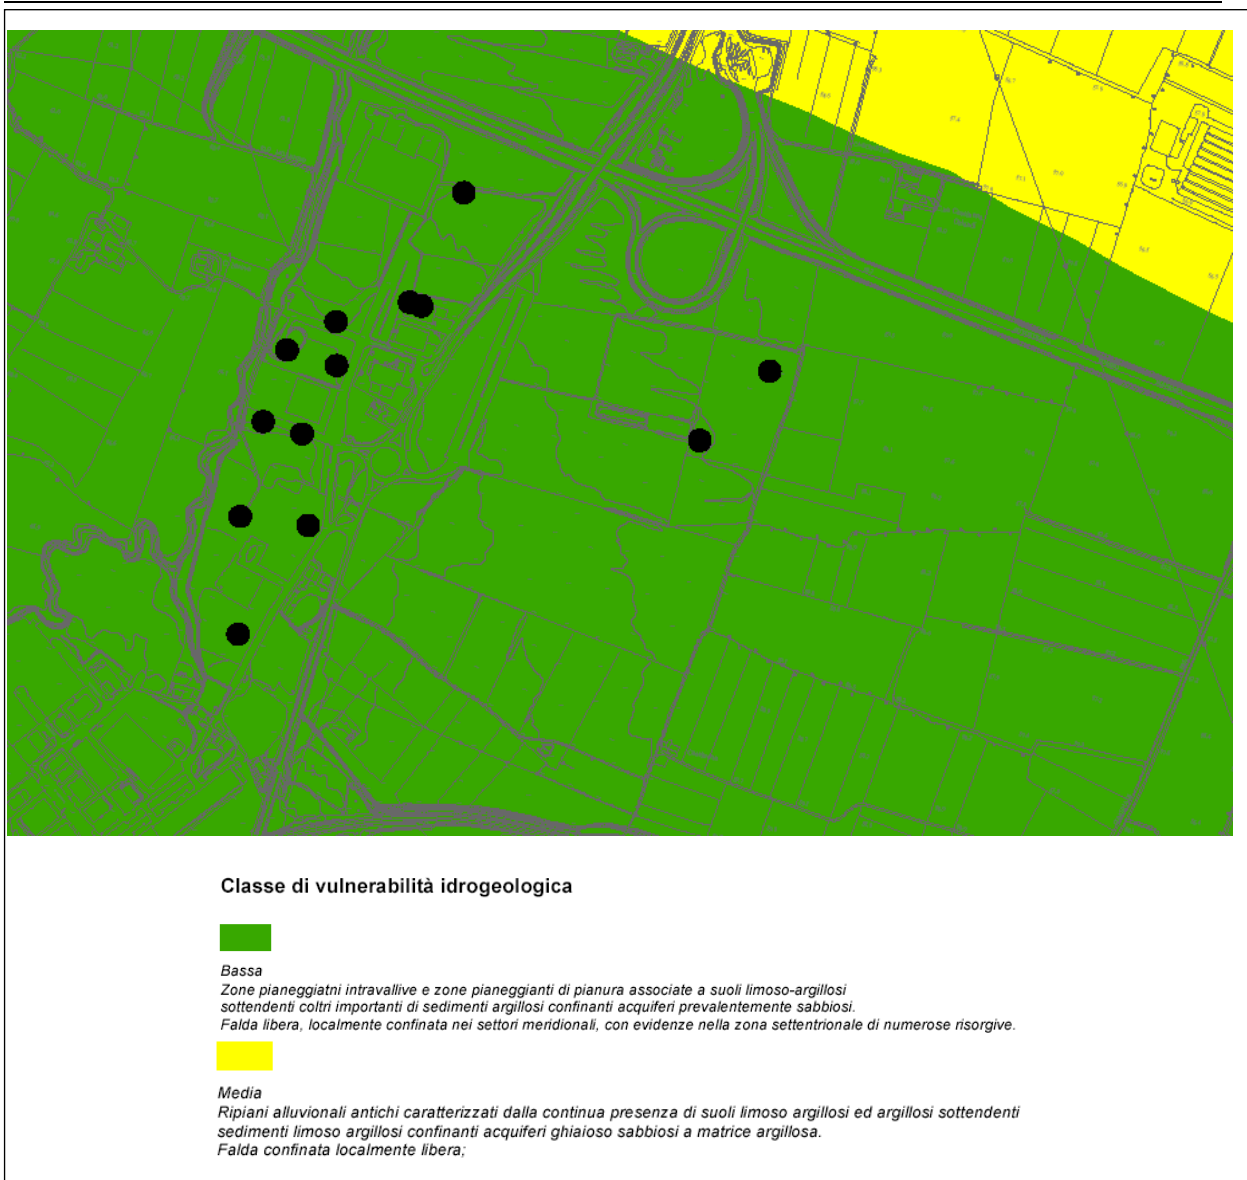 Classe di vulnerabilità idrogeologica
Bassa
Zone pianeggiatni intravallive e zone pianeggianti di pianura associate a suoli limoso-argillosi
sottendenti coltri importanti di sedimenti argillosi confinanti acquiferi prevalentemente sabbiosi.
Falda libera, localmente confinata nei settori meridionali, con evidenze nella zona settentrionale di numerose risorgive.
Media
Ripiani alluvionali antichi caratterizzati dalla continua presenza di suoli limoso argillosi ed argillosi sottendenti
sedimenti limoso argillosi confinanti acquiferi ghiaioso sabbiosi a matrice argillosa.
Falda confinata localmente libera;